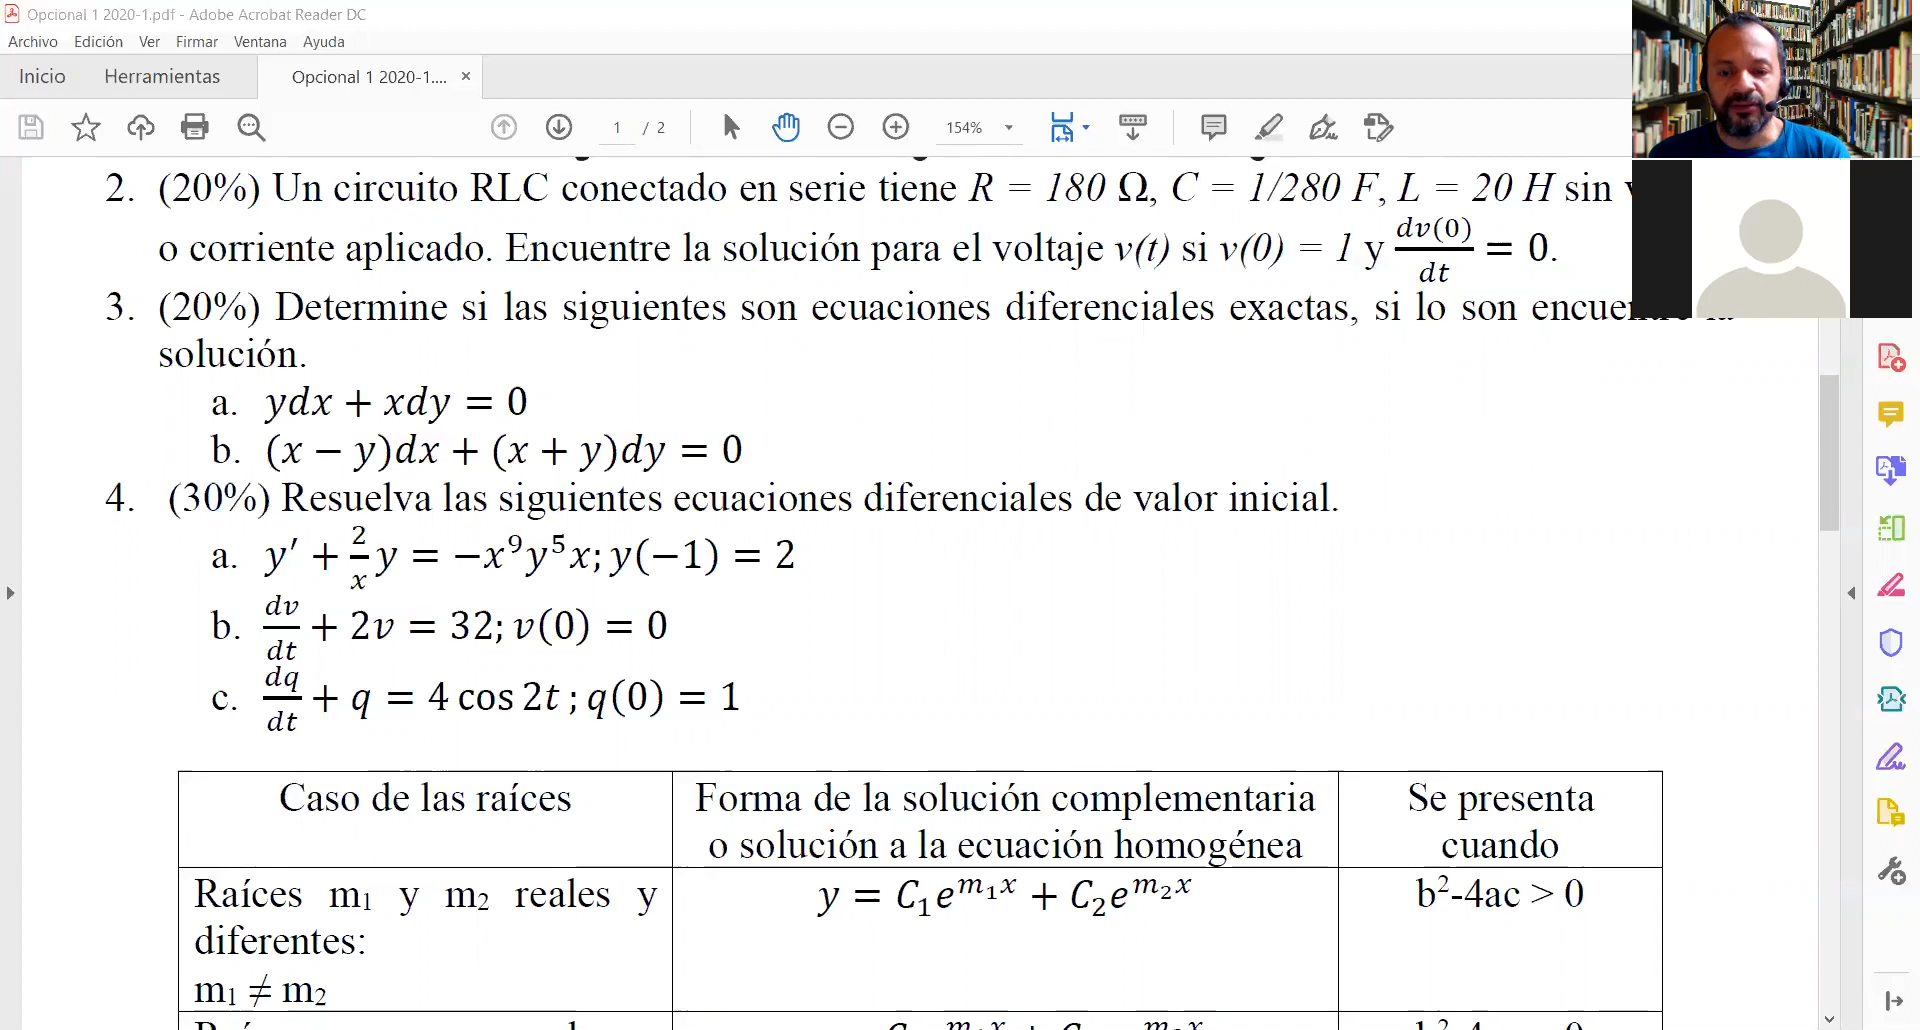 Opcional 1 2020-1.pdf - Adobe Acrobat Reader DC
Archivo Edición Ver Firmar Ventana Ayuda
Inicio Herramientas Opcional 1 2020-1.... ×
1 / 2 154%
2. (20%) Un circuito RLC conectado en serie tiene R = 180 Ω, C = 1/280 F, L = 20 H sin
o corriente aplicado. Encuentre la solución para el voltaje v(t) si v(0) = 1 y dv(0)/dt = 0.
3. (20%) Determine si las siguientes son ecuaciones diferenciales exactas, si lo son
solución.
a. ydx + xdy = 0
b. (x − y)dx + (x + y)dy = 0
4. (30%) Resuelva las siguientes ecuaciones diferenciales de valor inicial.
a. y′ + 2/x y = −x⁹y⁵x; y(−1) = 2
b. dv/dt + 2v = 32; v(0) = 0
c. dq/dt + q = 4 cos 2t ; q(0) = 1
Caso de las raíces Forma de la solución complementaria Se presenta
o solución a la ecuación homogénea cuando
Raíces m₁ y m₂ reales y y = C₁e^{m₁x} + C₂e^{m₂x} b²-4ac > 0
diferentes:
m₁ ≠ m₂